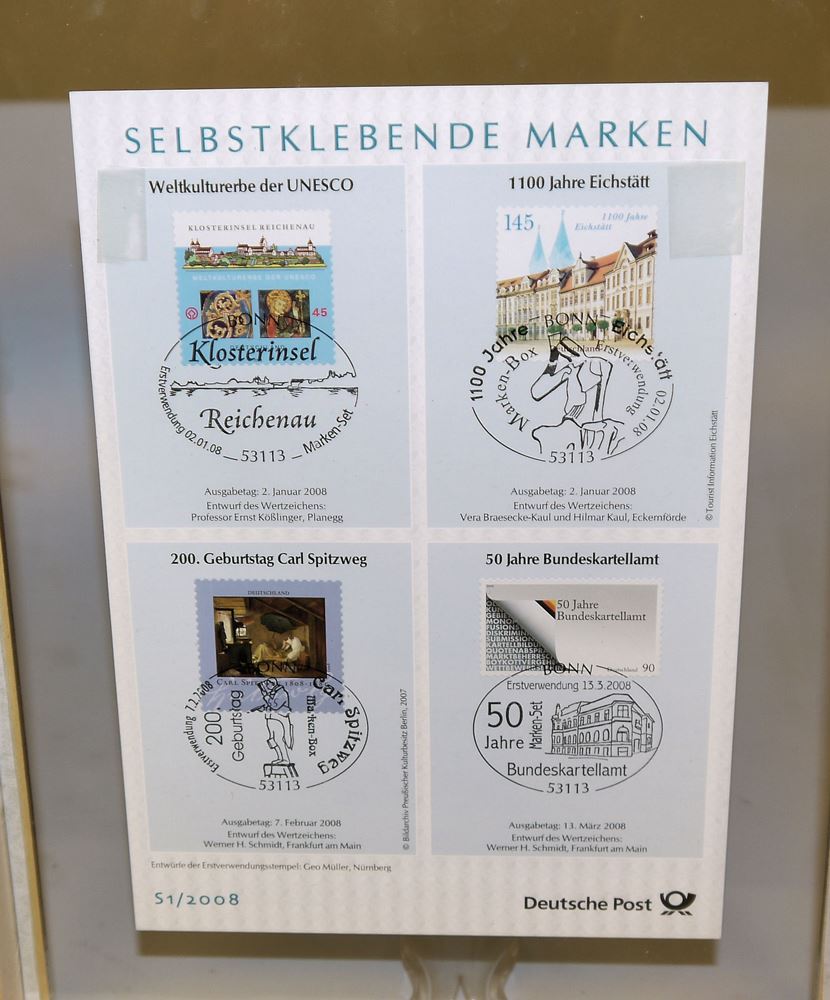 SELBSTKLEBENDE MARKEN
Weltkulturerbe der UNESCO
KLOSTERINSEL REICHENAU
WELTKULTURERBE DER UNESCO
45
BONN
Klosterinsel
Reichenau
Erstverwendung 02.01.08
Marken-Set
53113
Ausgabetag: 2. Januar 2008
Entwurf des Wertzeichens:
Professor Ernst Kößlinger, Planegg
1100 Jahre Eichstätt
145
1100 Jahre
Eichstätt
BONN
1100 Jahre Eichstätt
Marken-Box
Erstverwendung 02.01.08
53113
Ausgabetag: 2. Januar 2008
Entwurf des Wertzeichens:
Vera Braesecke-Kaul und Hilmar Kaul, Eckernförde
© Tourist Information Eichstätt
200. Geburtstag Carl Spitzweg
DEUTSCHLAND
BONN
200
Geburtstag
Carl Spitzweg
Marken-Box
53113
Ausgabetag: 7. Februar 2008
Entwurf des Wertzeichens:
Werner H. Schmidt, Frankfurt am Main
© Bildarchiv Preußischer Kulturbesitz Berlin, 2007
50 Jahre Bundeskartellamt
50 Jahre
Bundeskartellamt
Deutschland 90
BONN
Erstverwendung 13.3.2008
50
Jahre
Marken-Set
Bundeskartellamt
53113
Ausgabetag: 13. März 2008
Entwurf des Wertzeichens:
Werner H. Schmidt, Frankfurt am Main
Entwürfe der Erstverwendungsstempel: Geo Müller, Nürnberg
S1/2008
Deutsche Post